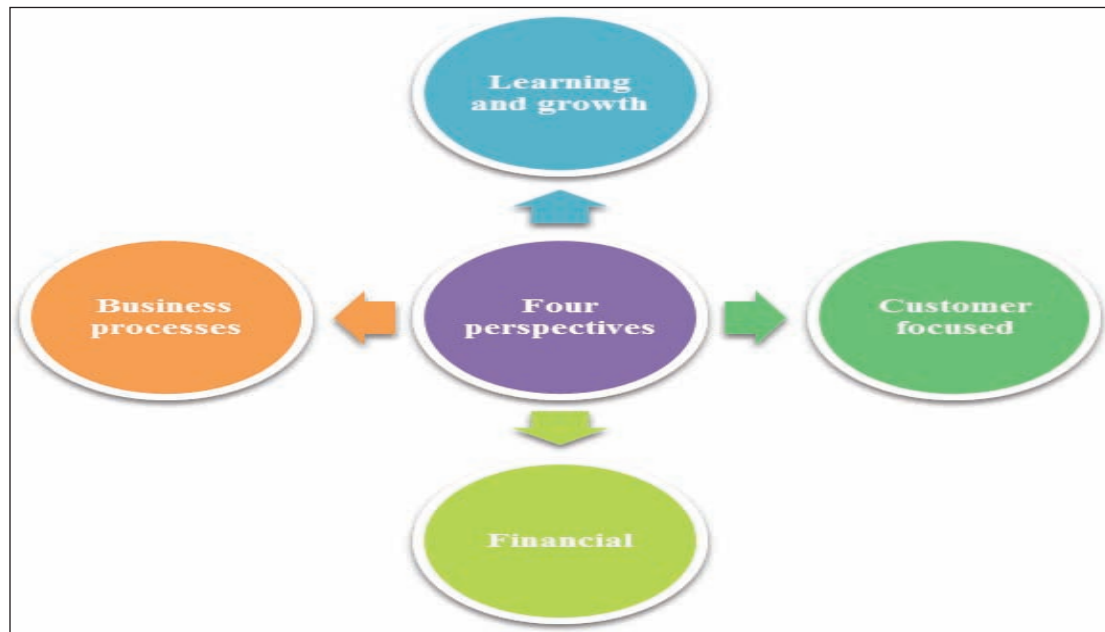 Learning
and growth
Business
processes
Four
perspectives
Customer
focused
Financial